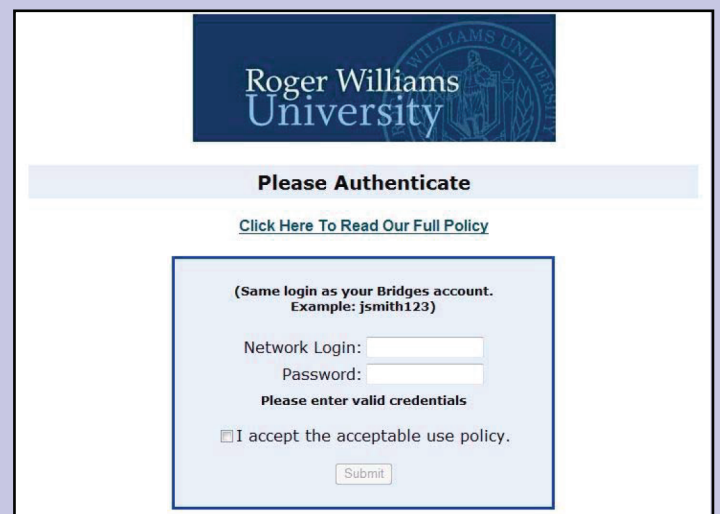 Roger Williams
University
Please Authenticate
Click Here To Read Our Full Policy
(Same login as your Bridges account.
Example: jsmith123)
Network Login:
Password:
Please enter valid credentials
I accept the acceptable use policy.
Submit